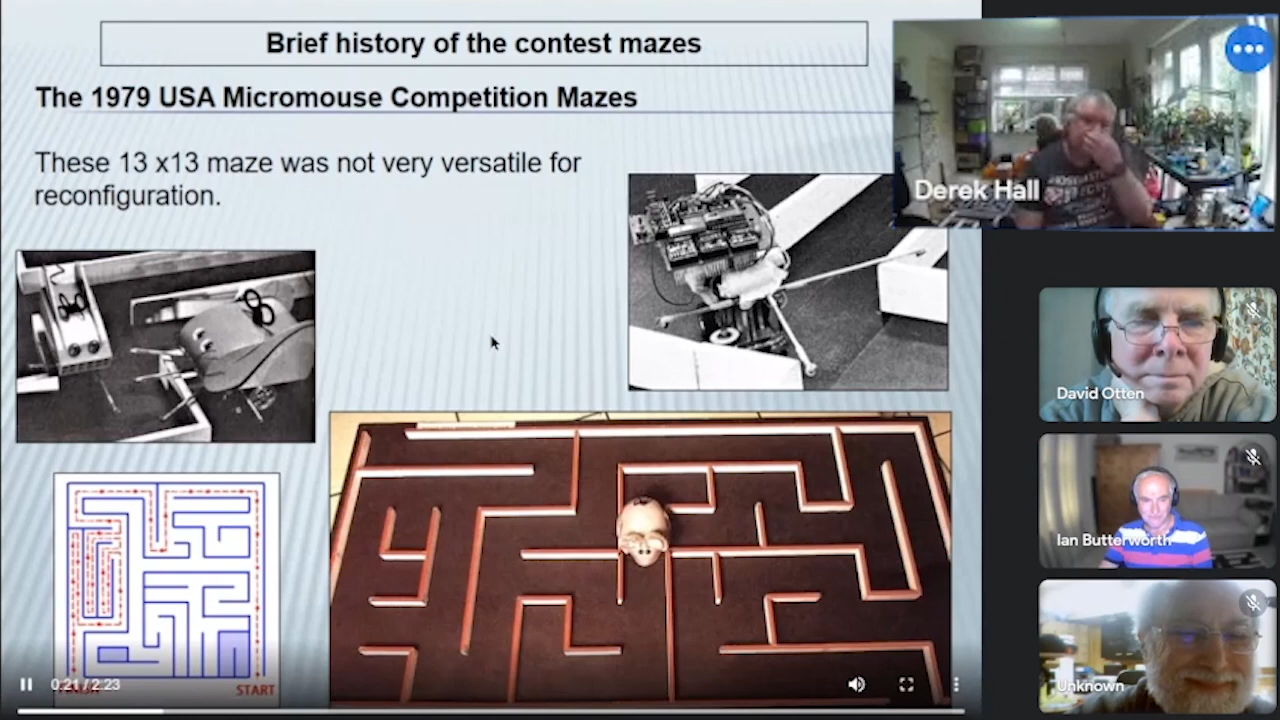 Brief history of the contest mazes
The 1979 USA Micromouse Competition Mazes
These 13 x13 maze was not very versatile for
reconfiguration.
Derek Hall
David Otten
Ian Butterworth
Unknown
0:21 / 2:23
START